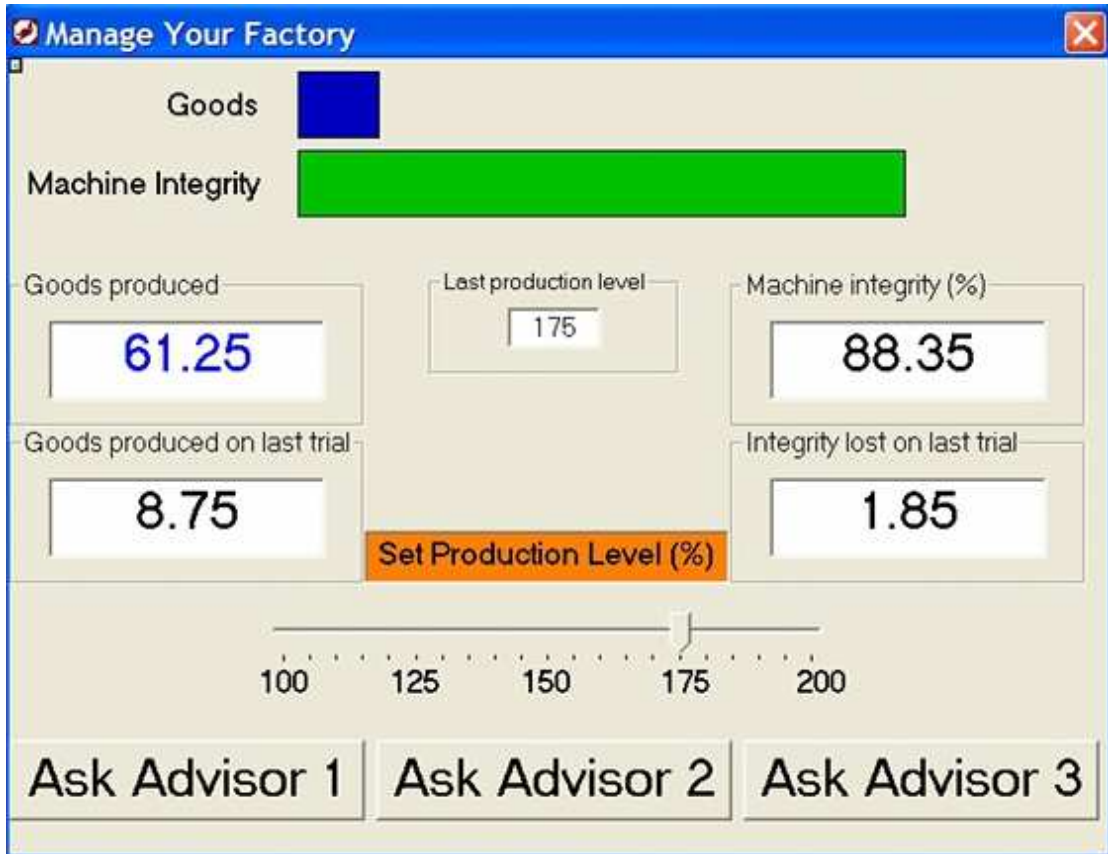 Manage Your Factory
Goods
Machine Integrity
Goods produced
61.25
Last production level
175
Machine integrity (%)
88.35
Goods produced on last trial
8.75
Integrity lost on last trial
1.85
Set Production Level (%)
100 125 150 175 200
Ask Advisor 1 Ask Advisor 2 Ask Advisor 3